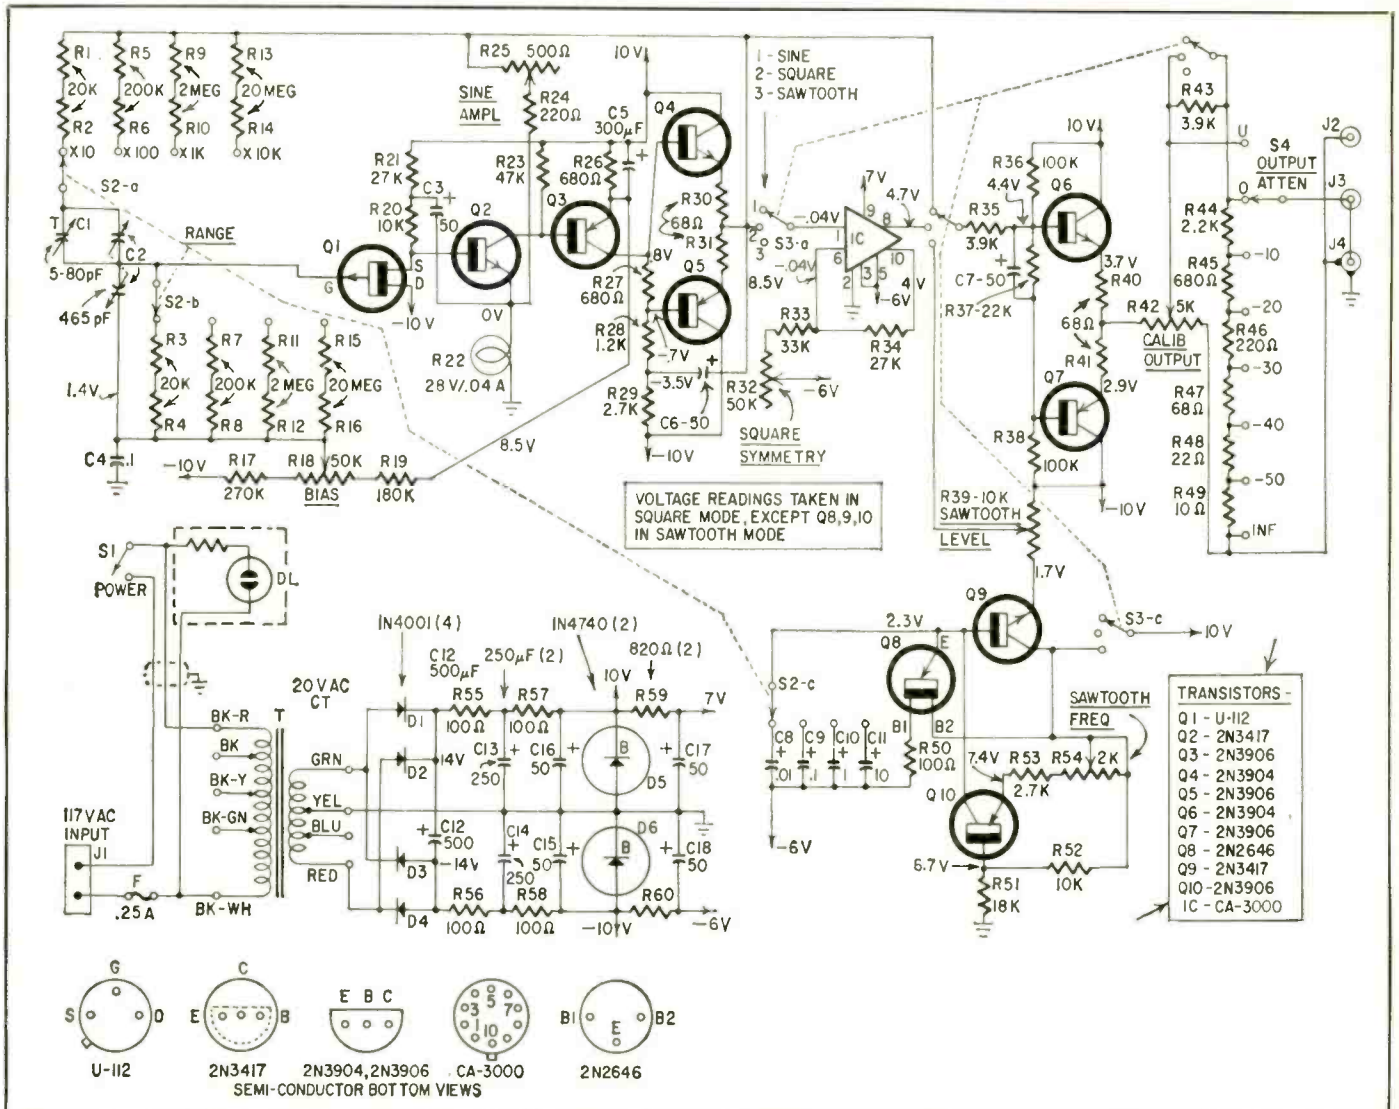 R1
R5
R9
R13
20K
200K
2MEG
20MEG
R2
R6
R10
R14
X10
X100
X1K
X10K
S2-a
T
C1
C2
RANGE
5-80pF
S2-b
465pF
R3
R7
R11
R15
20K
200K
2MEG
20MEG
R4
R8
R12
R16
1.4V
C4
.1
-10V
R17
270K
R18
50K
BIAS
R19
180K
8.5V
R25
500Ω
SINE
AMPL
R24
220Ω
R21
27K
R20
10K
C3
+
50
Q1
S
D
G
-10V
Q2
0V
R22
28V/.04 A
R23
47K
Q3
R26
680Ω
C5
300µF
+
10V
Q4
R30
68Ω
R31
8V
R27
680Ω
Q5
R28
1.2K
-.7V
-3.5V
+
R29
2.7K
C6-50
-10V
1 - SINE
2 - SQUARE
3 - SAWTOOTH
1
2
3
S3-a
-.04V
-.04V
8.5V
7V
9
4.7V
8
1
IC
6
10
2
3
5
4V
-6V
R33
33K
R34
27K
R32
50K
-6V
SQUARE
SYMMETRY
R35
3.9K
R36
100K
4.4V
10V
Q6
3.7V
C7-50
+
R37-22K
R40
68Ω
R41
Q7
2.9V
R38
100K
-10V
R39-10K
SAWTOOTH
LEVEL
1.7V
R42
5K
CALIB
OUTPUT
R43
3.9K
U
S4
OUTPUT
ATTEN
J2
J3
J4
0
R44
2.2K
-10
R45
680Ω
-20
R46
220Ω
-30
R47
68Ω
-40
R48
22Ω
-50
R49
10Ω
INF
VOLTAGE READINGS TAKEN IN
SQUARE MODE, EXCEPT Q8,9,10
IN SAWTOOTH MODE
S1
POWER
DL
117VAC
INPUT
J1
F
.25A
BK-R
BK
BK-Y
BK-GN
BK-WH
T
20VAC
CT
GRN
YEL
BLU
RED
1N4001(4)
D1
D2
D3
D4
C12
500µF
14V
+
C12
500
-14V
250µF(2)
R55
100Ω
R57
100Ω
C13
+
250
C16
+
50
C14
+
250
C15
+
50
R56
100Ω
R58
100Ω
1N4740(2)
10V
B
D5
D6
B
-10V
820Ω(2)
R59
7V
+
C17
50
+
C18
50
R60
-6V
S2-c
C8
+
.01
C9
+
.1
C10
+
1
C11
+
10
-6V
2.3V
Q8
E
B1
B2
Q9
S3-c
10V
R50
100Ω
SAWTOOTH
FREQ
7.4V
R53
2.7K
R54
2K
Q10
6.7V
R52
10K
R51
18K
TRANSISTORS -
Q1 - U-112
Q2 - 2N3417
Q3 - 2N3906
Q4 - 2N3904
Q5 - 2N3906
Q6 - 2N3904
Q7 - 2N3906
Q8 - 2N2646
Q9 - 2N3417
Q10 -2N3906
IC - CA-3000
G
S
D
U-112
C
E
B
2N3417
E B C
2N3904,2N3906
5
3
7
1
10
CA-3000
B1
E
B2
2N2646
SEMI-CONDUCTOR BOTTOM VIEWS